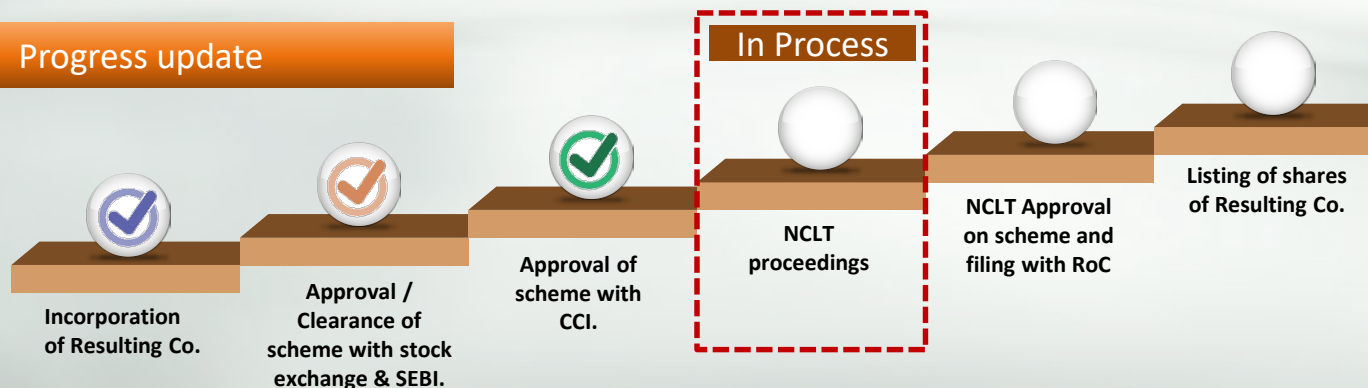 Progress update
In Process
Incorporation
of Resulting Co.
Approval /
Clearance of
scheme with stock
exchange & SEBI.
Approval of
scheme with
CCI.
NCLT
proceedings
NCLT Approval
on scheme and
filing with RoC
Listing of shares
of Resulting Co.